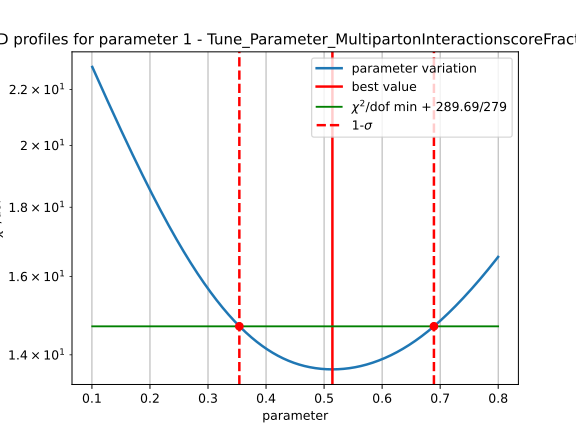 D profiles for parameter 1 - Tune_Parameter_MultipartonInteractionscoreFract
parameter variation
best value
χ²/dof min + 289.69/279
1-σ
2.2 × 10¹
2 × 10¹
1.8 × 10¹
1.6 × 10¹
1.4 × 10¹
0.1 0.2 0.3 0.4 0.5 0.6 0.7 0.8
parameter